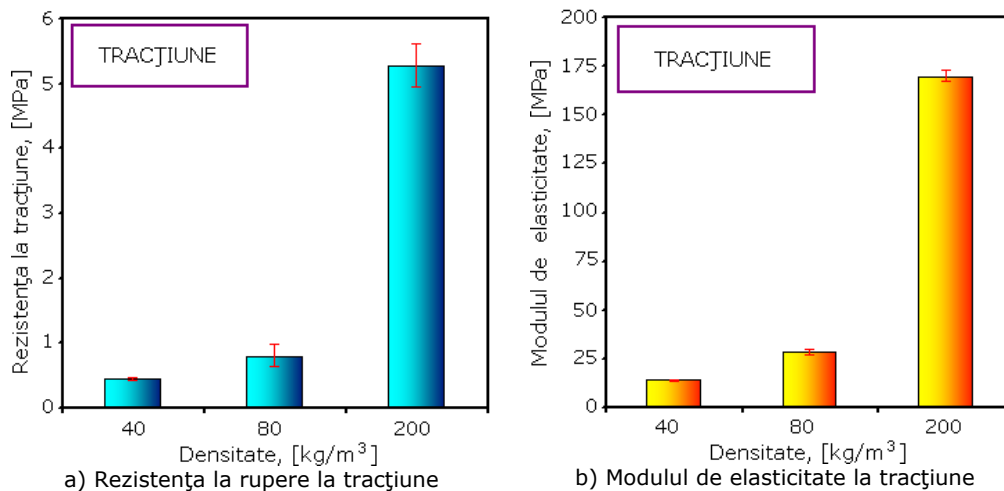 6
5
4
3
2
1
0
TRACŢIUNE
Rezistenţa la tracţiune, [MPa]
40 80 200
Densitate, [kg/m³]
a) Rezistenţa la rupere la tracţiune
200
175
150
125
100
75
50
25
0
TRACŢIUNE
Modulul de elasticitate, [MPa]
40 80 200
Densitate, [kg/m³]
b) Modulul de elasticitate la tracţiune